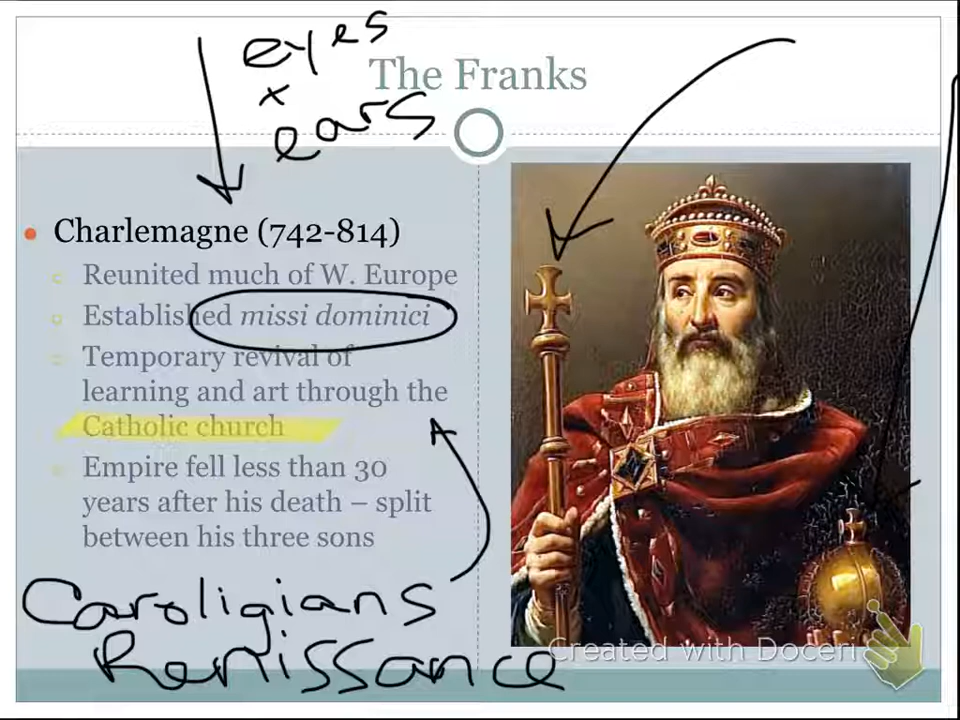 eyes
+
ears
The Franks
Charlemagne (742-814)
Reunited much of W. Europe
Established missi dominici
Temporary revival of
learning and art through the
Catholic church
Empire fell less than 30
years after his death – split
between his three sons
Caroligians
Renissance
Created with Doceri